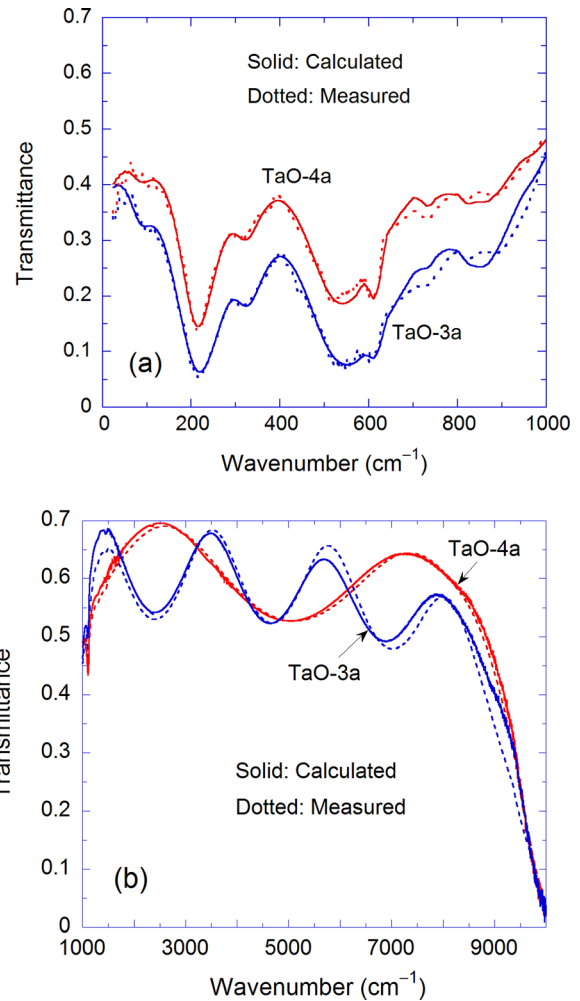 0.7
Solid: Calculated
0.6
Dotted: Measured
0.5
TaO-4a
0.4
Transmittance
0.3
0.2
TaO-3a
0.1
(a)
0
0 200 400 600 800 1000
Wavenumber (cm⁻¹)
0.7
TaO-4a
0.6
0.5
TaO-3a
0.4
Transmittance
0.3
Solid: Calculated
0.2
Dotted: Measured
0.1
(b)
0
1000 3000 5000 7000 9000
Wavenumber (cm⁻¹)